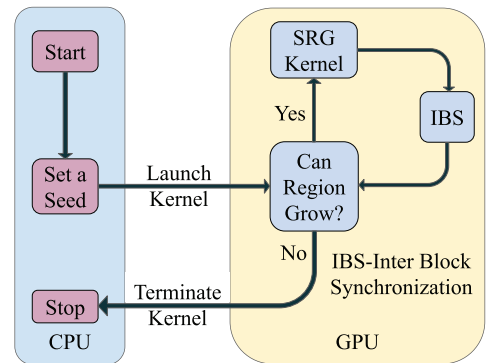 Start
Set a
Seed
Stop
CPU
Launch
Kernel
Terminate
Kernel
SRG
Kernel
IBS
Yes
Can
Region
Grow?
No
IBS-Inter Block
Synchronization
GPU